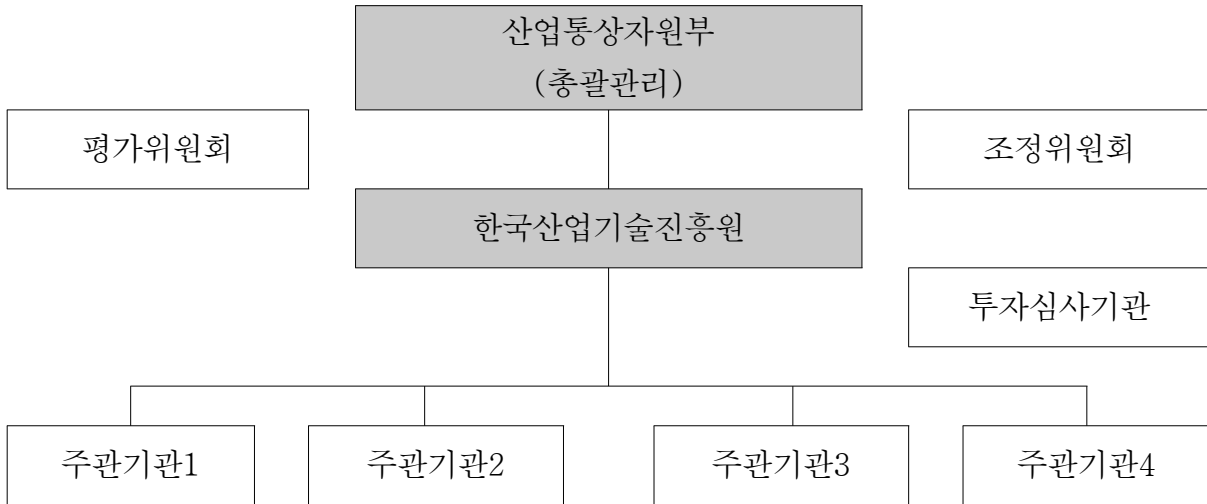 산업통상자원부
(총괄관리)
평가위원회
조정위원회
한국산업기술진흥원
투자심사기관
주관기관1
주관기관2
주관기관3
주관기관4